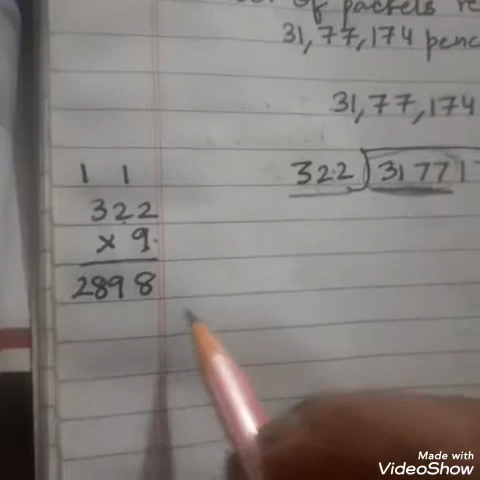 of packets
31,77,174 penc
31,77,174
322)31771
1 1
322
× 9
2898
Made with
VideoShow